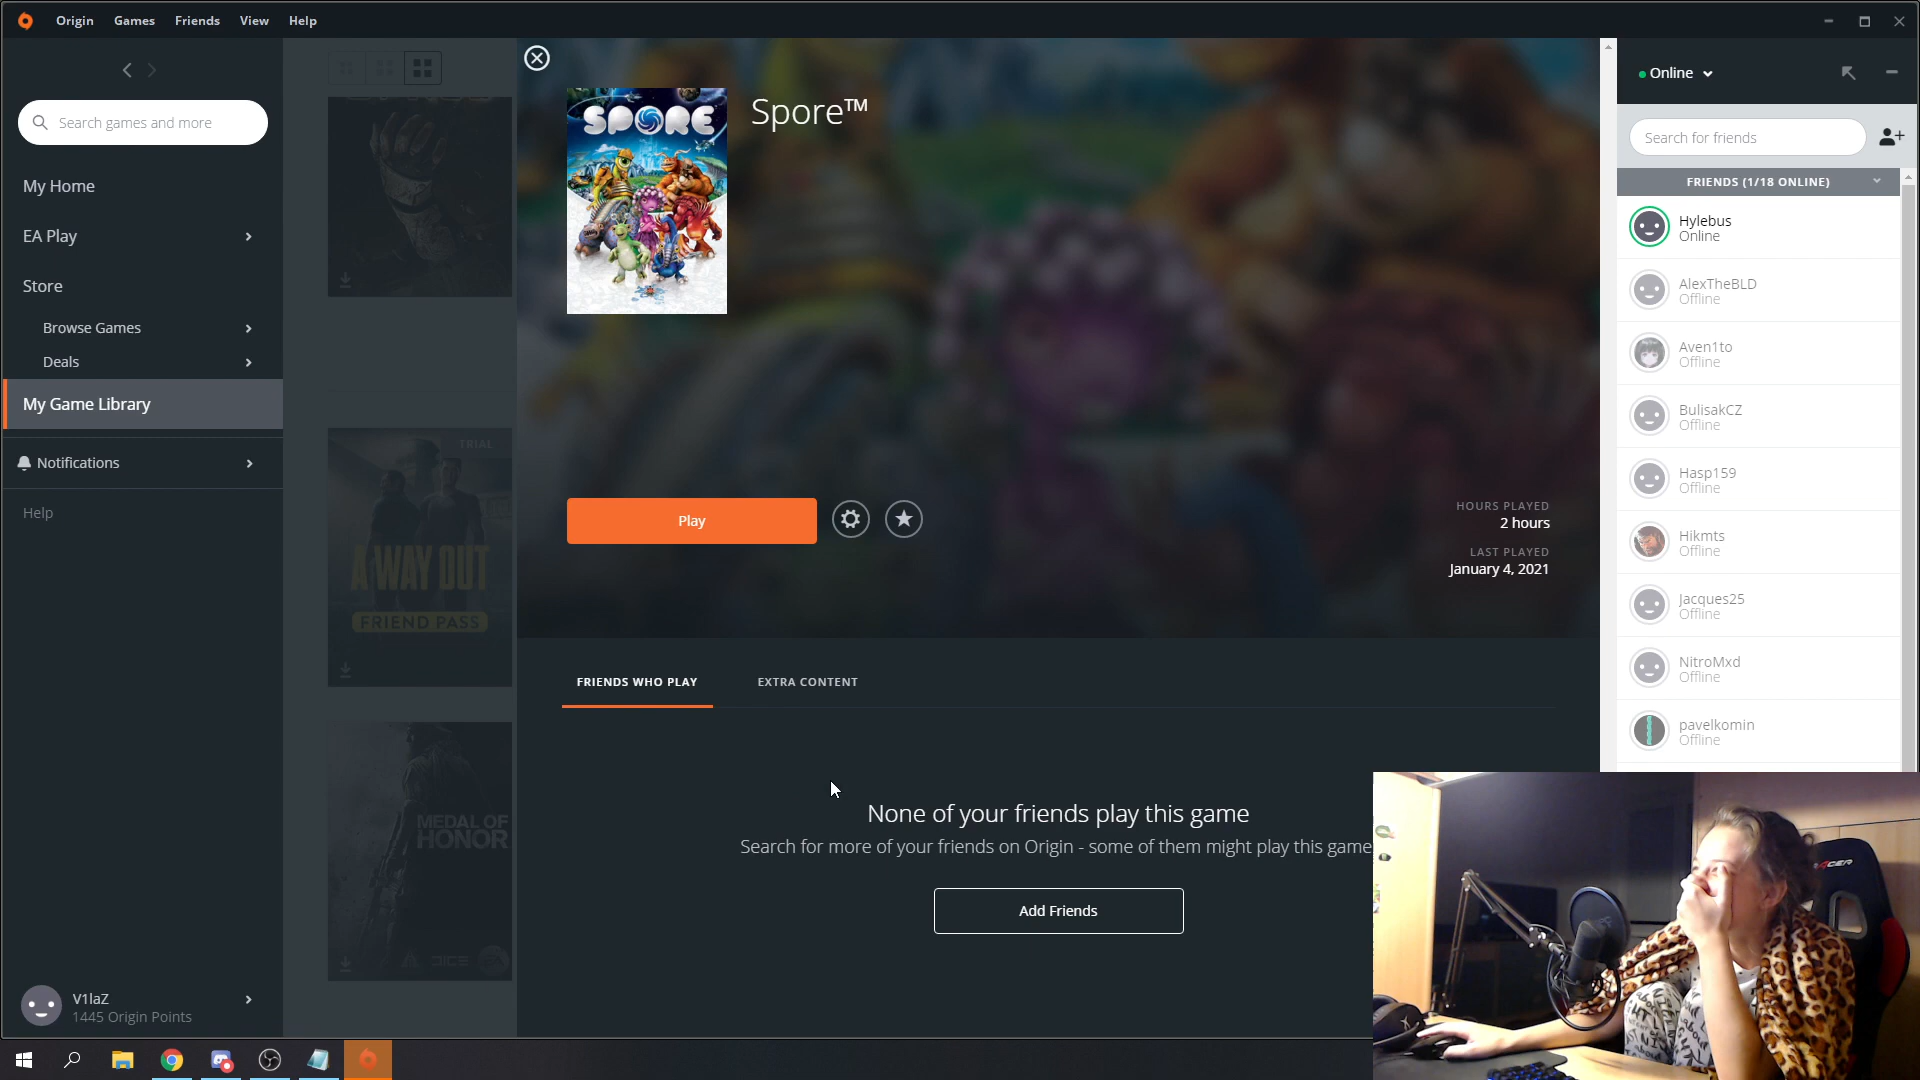 Origin Games Friends View Help
Search games and more
My Home
EA Play
Store
Browse Games
Deals
My Game Library
Notifications
Help
V1laZ
1445 Origin Points
TRIAL
A WAY OUT
FRIEND PASS
MEDAL OF
HONOR
DICE
EA
SPORE
Spore™
Play
HOURS PLAYED
2 hours
LAST PLAYED
January 4, 2021
FRIENDS WHO PLAY
EXTRA CONTENT
None of your friends play this game
Search for more of your friends on Origin - some of them might play this game
Add Friends
Online
Search for friends
FRIENDS (1/18 ONLINE)
Hylebus
Online
AlexTheBLD
Offline
Aven1to
Offline
BulisakCZ
Offline
Hasp159
Offline
Hikmts
Offline
Jacques25
Offline
NitroMxd
Offline
pavelkomin
Offline